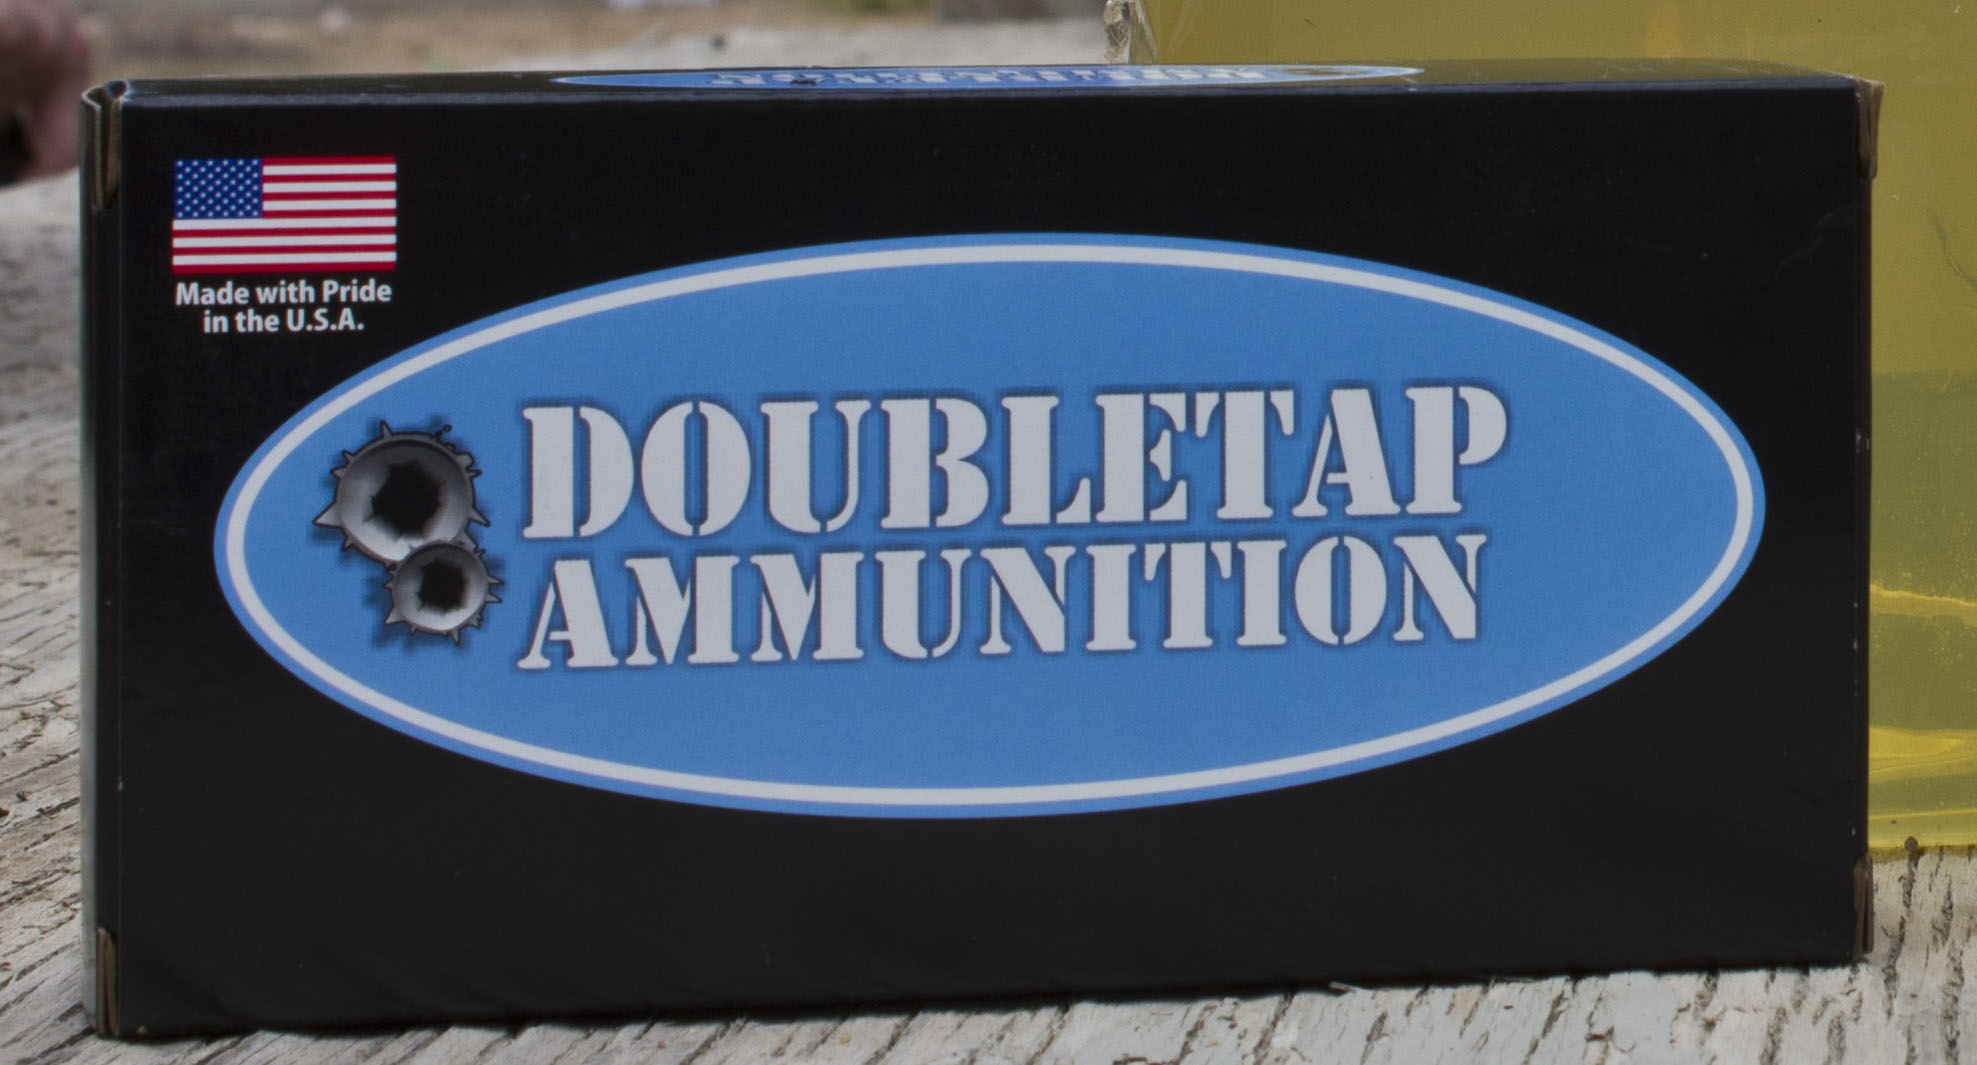 Made with Pride
in the U.S.A.
DOUBLETAP
AMMUNITION